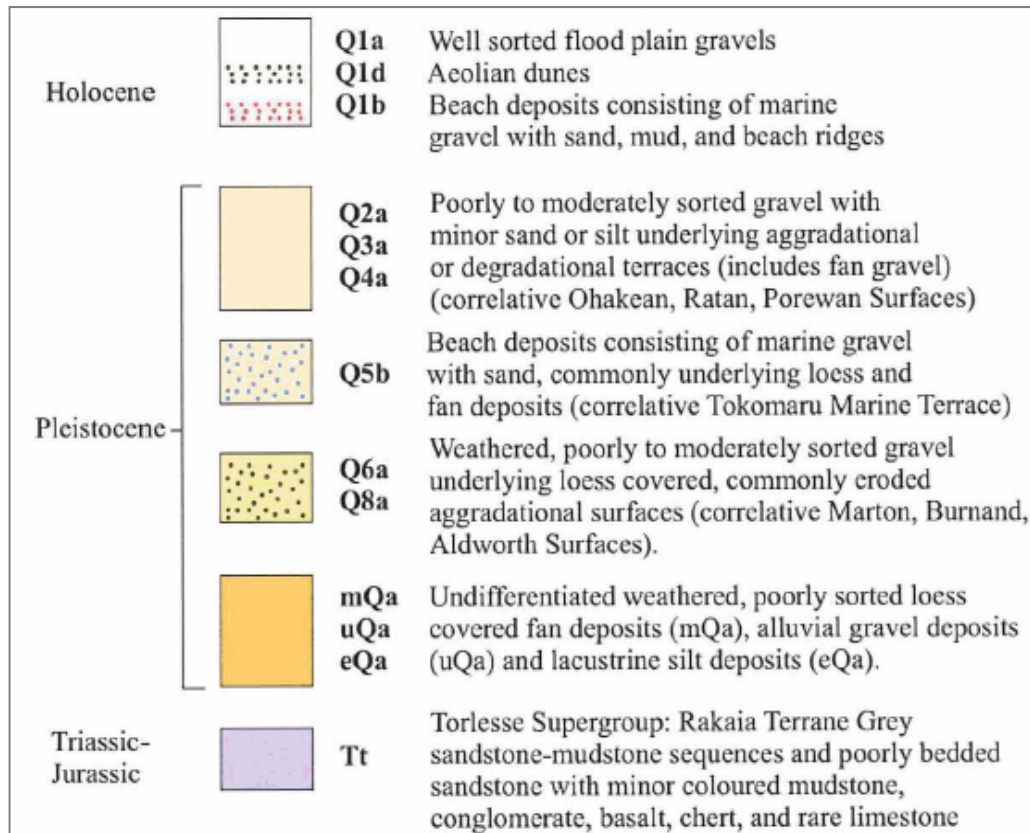 Holocene
Q1a Well sorted flood plain gravels
Q1d Aeolian dunes
Q1b Beach deposits consisting of marine
gravel with sand, mud, and beach ridges
Pleistocene
Q2a Poorly to moderately sorted gravel with
Q3a minor sand or silt underlying aggradational
Q4a or degradational terraces (includes fan gravel)
(correlative Ohakean, Ratan, Porewan Surfaces)
Beach deposits consisting of marine gravel
Q5b with sand, commonly underlying loess and
fan deposits (correlative Tokomaru Marine Terrace)
Weathered, poorly to moderately sorted gravel
Q6a underlying loess covered, commonly eroded
Q8a aggradational surfaces (correlative Marton, Burnand,
Aldworth Surfaces).
mQa Undifferentiated weathered, poorly sorted loess
uQa covered fan deposits (mQa), alluvial gravel deposits
eQa (uQa) and lacustrine silt deposits (eQa).
Triassic-
Jurassic
Tt
Torlesse Supergroup: Rakaia Terrane Grey
sandstone-mudstone sequences and poorly bedded
sandstone with minor coloured mudstone,
conglomerate, basalt, chert, and rare limestone